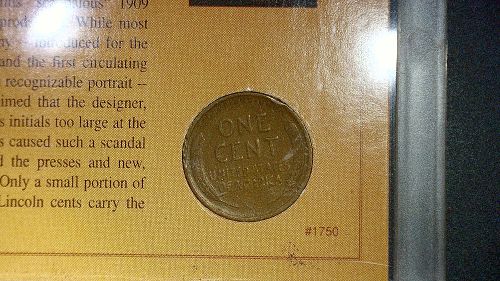 1909
While most
introduced for the
and the first circulating
recognizable portrait --
aimed that the designer,
s initials too large at the
s caused such a scandal
d the presses and new,
Only a small portion of
Lincoln cents carry the
ONE
CENT
UNITED STATES
OF AMERICA
#1750